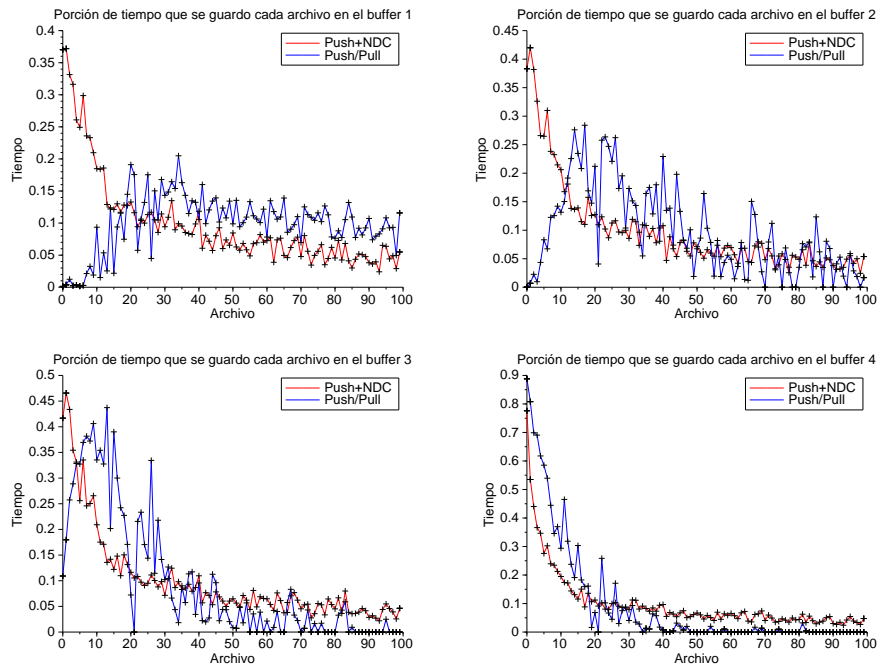 Porción de tiempo que se guardo cada archivo en el buffer 1
0.4
0.35
0.3
0.25
0.2
0.15
0.1
0.05
0
Tiempo
Push+NDC
Push/Pull
0 10 20 30 40 50 60 70 80 90 100
Archivo
Porción de tiempo que se guardo cada archivo en el buffer 2
0.45
0.4
0.35
0.3
0.25
0.2
0.15
0.1
0.05
0
Tiempo
Push+NDC
Push/Pull
0 10 20 30 40 50 60 70 80 90 100
Archivo
Porción de tiempo que se guardo cada archivo en el buffer 3
0.5
0.45
0.4
0.35
0.3
0.25
0.2
0.15
0.1
0.05
0
Tiempo
Push+NDC
Push/Pull
0 10 20 30 40 50 60 70 80 90 100
Archivo
Porción de tiempo que se guardo cada archivo en el buffer 4
0.9
0.8
0.7
0.6
0.5
0.4
0.3
0.2
0.1
0
Tiempo
Push+NDC
Push/Pull
0 10 20 30 40 50 60 70 80 90 100
Archivo